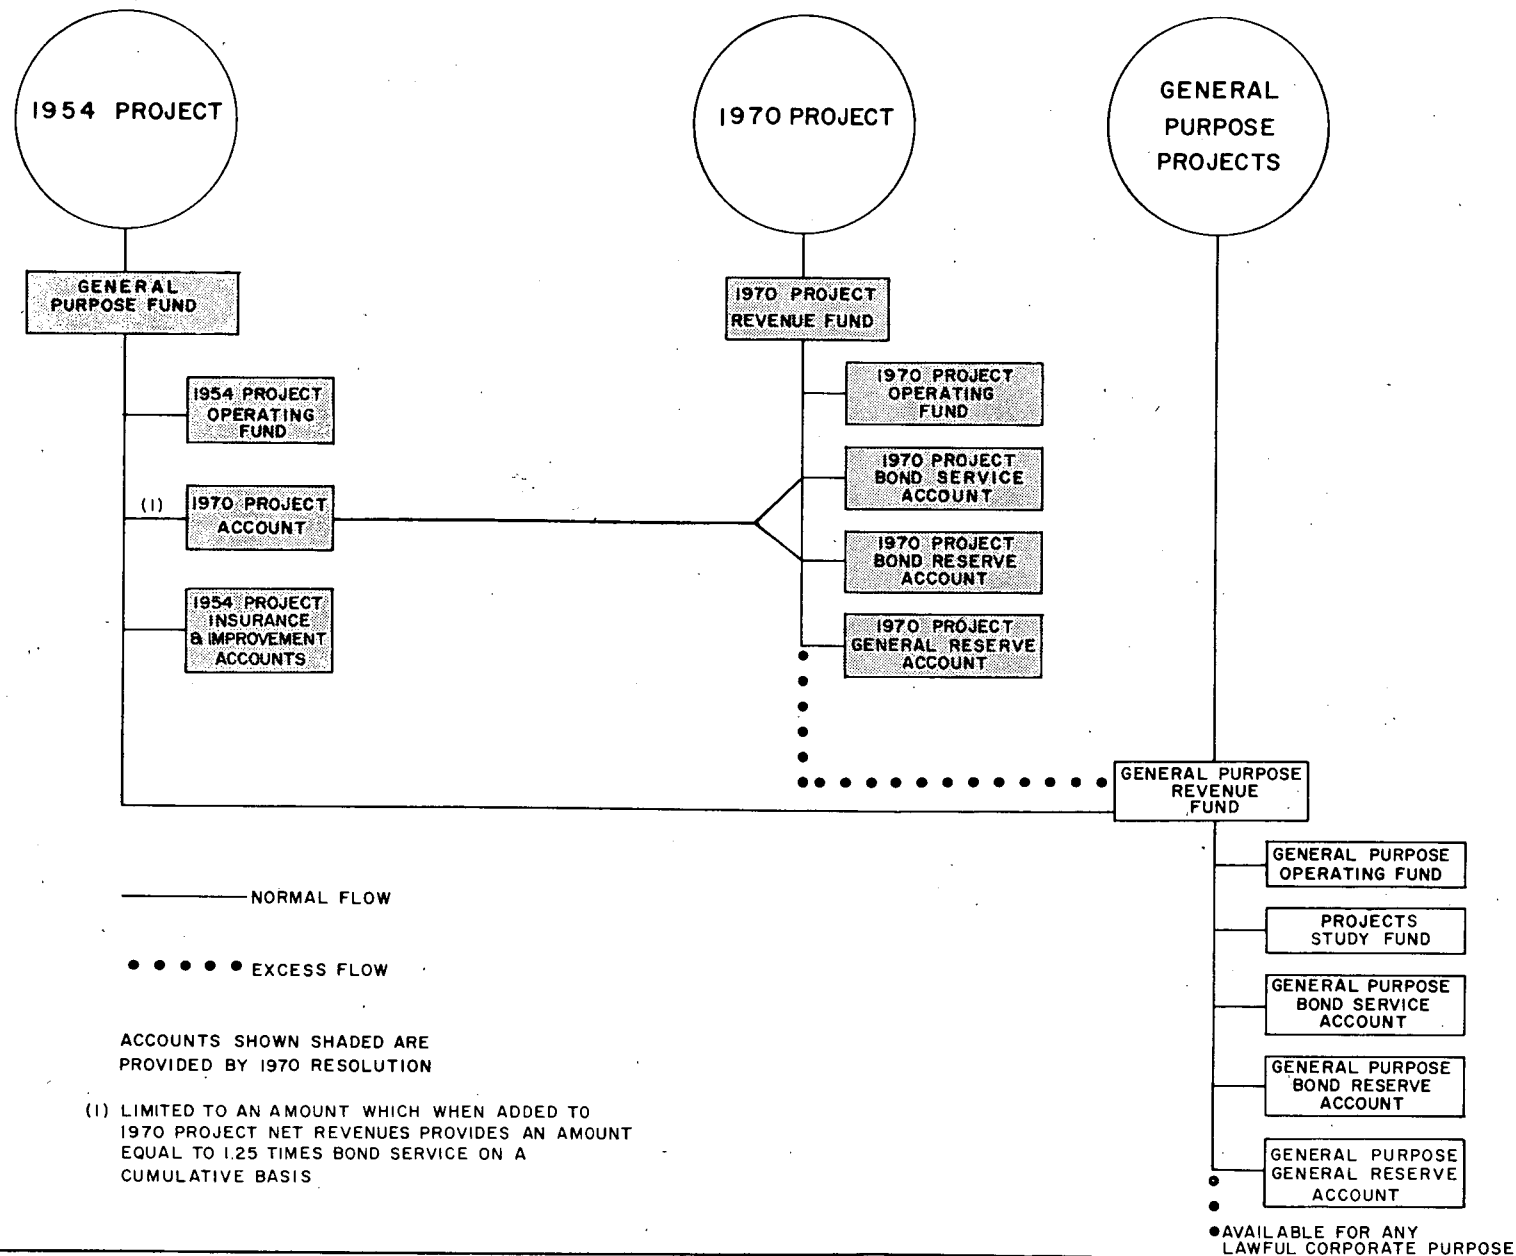 1954 PROJECT
1970 PROJECT
GENERAL
PURPOSE
PROJECTS
GENERAL
PURPOSE FUND
1954 PROJECT
OPERATING
FUND
(1)
1970 PROJECT
ACCOUNT
1954 PROJECT
INSURANCE
& IMPROVEMENT
ACCOUNTS
1970 PROJECT
REVENUE FUND
1970 PROJECT
OPERATING
FUND
1970 PROJECT
BOND SERVICE
ACCOUNT
1970 PROJECT
BOND RESERVE
ACCOUNT
1970 PROJECT
GENERAL RESERVE
ACCOUNT
GENERAL PURPOSE
REVENUE
FUND
GENERAL PURPOSE
OPERATING FUND
PROJECTS
STUDY FUND
GENERAL PURPOSE
BOND SERVICE
ACCOUNT
GENERAL PURPOSE
BOND RESERVE
ACCOUNT
GENERAL PURPOSE
GENERAL RESERVE
ACCOUNT
AVAILABLE FOR ANY
LAWFUL CORPORATE PURPOSE
NORMAL FLOW
EXCESS FLOW
ACCOUNTS SHOWN SHADED ARE
PROVIDED BY 1970 RESOLUTION
(1) LIMITED TO AN AMOUNT WHICH WHEN ADDED TO
1970 PROJECT NET REVENUES PROVIDES AN AMOUNT
EQUAL TO 1.25 TIMES BOND SERVICE ON A
CUMULATIVE BASIS